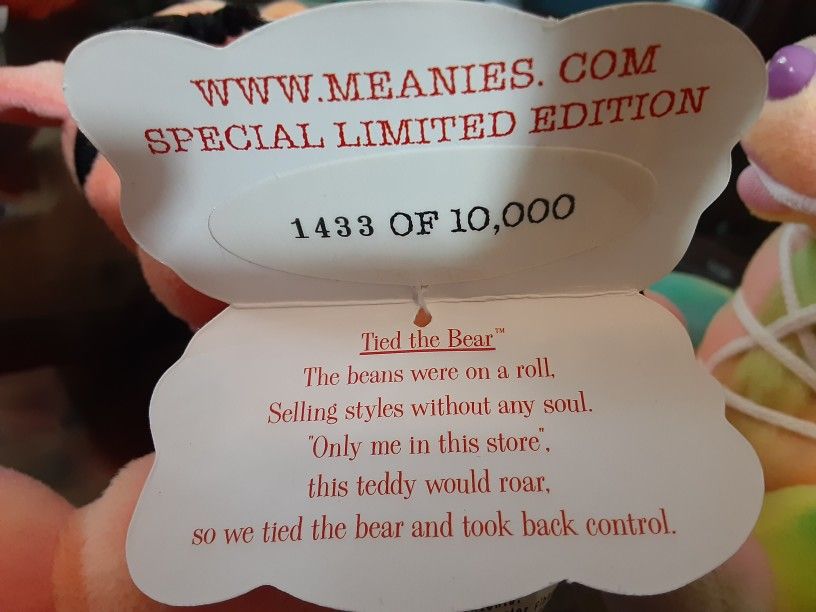 WWW.MEANIES. COM
SPECIAL LIMITED EDITION
1433 OF 10,000
Tied the Bear™
The beans were on a roll,
Selling styles without any soul.
"Only me in this store",
this teddy would roar,
so we tied the bear and took back control.